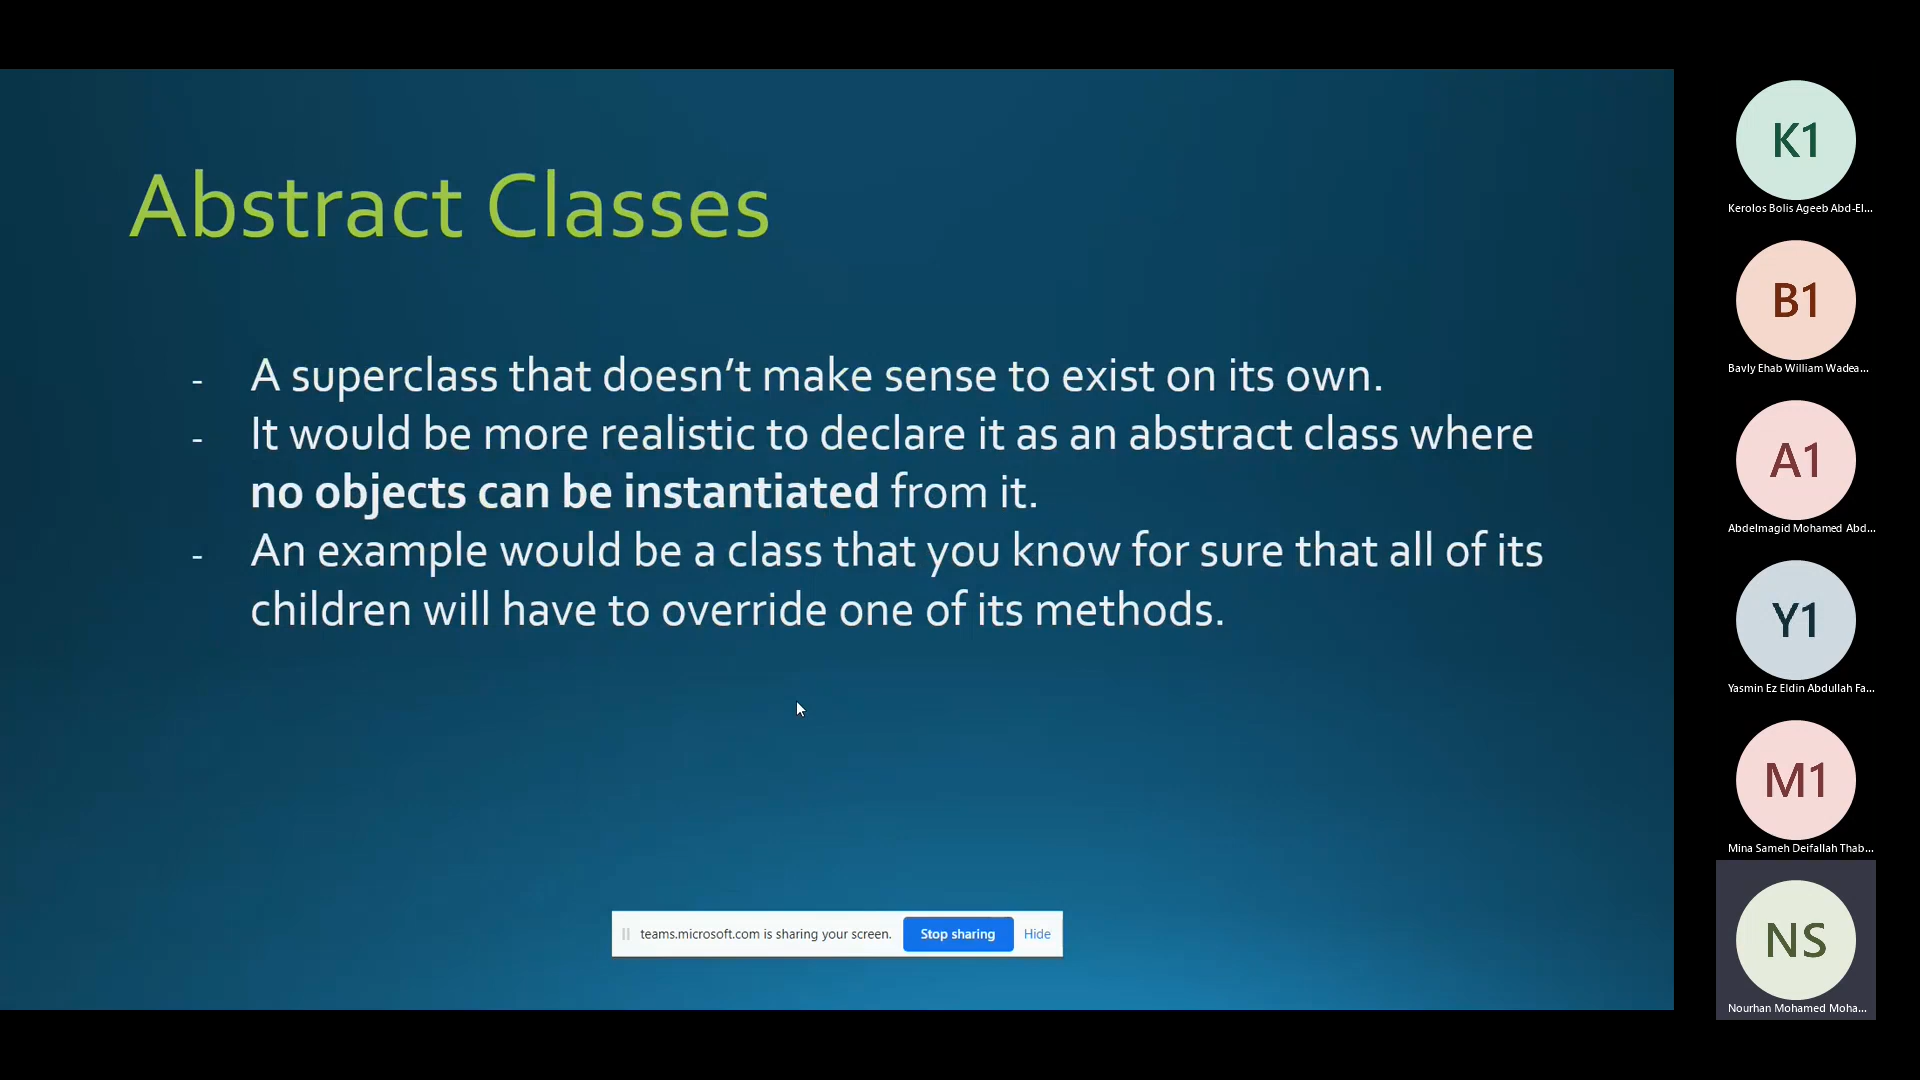 Abstract Classes
- A superclass that doesn’t make sense to exist on its own.
- It would be more realistic to declare it as an abstract class where
no objects can be instantiated from it.
- An example would be a class that you know for sure that all of its
children will have to override one of its methods.
teams.microsoft.com is sharing your screen. Stop sharing Hide
K1
Kerolos Bolis Ageeb Abd-El...
B1
Bavly Ehab William Wadea...
A1
Abdelmagid Mohamed Abd...
Y1
Yasmin Ez Eldin Abdullah Fa...
M1
Mina Sameh Deifallah Thab...
NS
Nourhan Mohamed Moha...